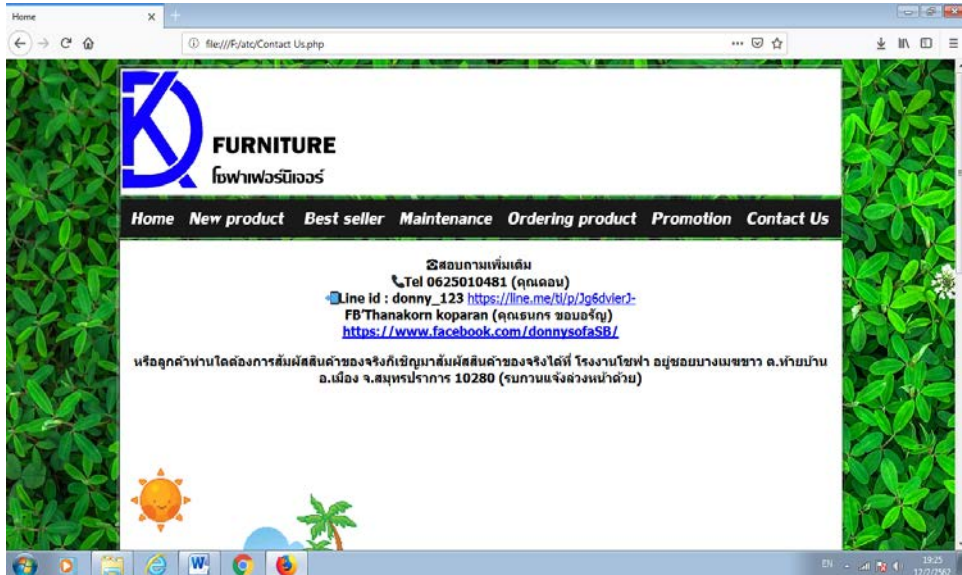 Home
file:///F:/atc/Contact Us.php
FURNITURE
โซฟาเฟอร์นิเจอร์
Home New product Best seller Maintenance Ordering product Promotion Contact Us
สอบถามเพิ่มเติม
Tel 0625010481 (คุณดอน)
Line id : donny_123 https://line.me/ti/p/Jg6dvierJ-
FB'Thanakorn koparan (คุณธนกร ขอบอรัญ)
https://www.facebook.com/donnysofaSB/
หรือลูกค้าท่านใดต้องการสัมผัสสินค้าของจริงก็เชิญมาสัมผัสสินค้าของจริงได้ที่ โรงงานโซฟา อยู่ซอยบางเมฆขาว ต.ท้ายบ้าน
อ.เมือง จ.สมุทรปราการ 10280 (รบกวนแจ้งล่วงหน้าด้วย)
EN
19:25
12/2/2562